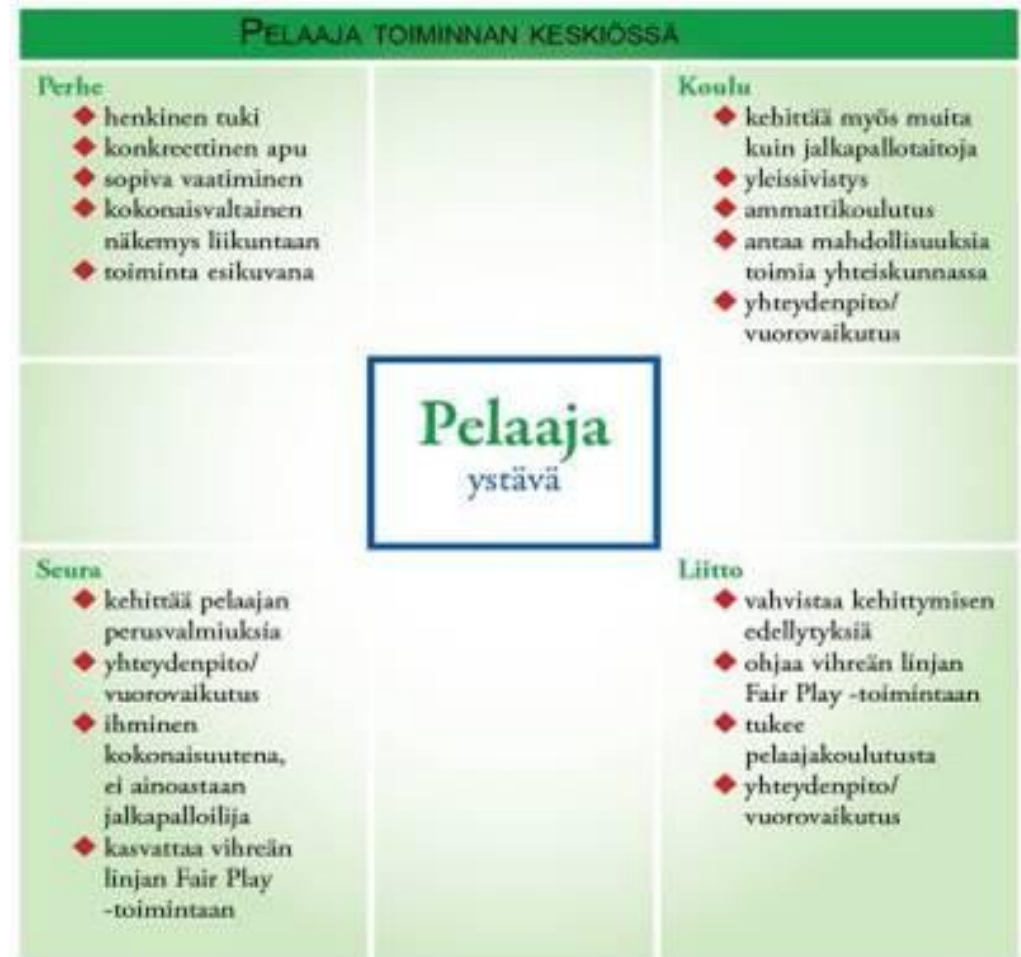 PELAAJA TOIMINNAN KESKIÖSSÄ
Perhe
henkinen tuki
konkreettinen apu
sopiva vaatiminen
kokonaisvaltainen
näkemys liikuntaan
toiminta esikuvana
Koulu
kehittää myös muita
kuin jalkapallotaitoja
yleissivistys
ammattikoulutus
antaa mahdollisuuksia
toimia yhteiskunnassa
yhteydenpito/
vuorovaikutus
Pelaaja
ystävä
Seura
kehittää pelaajan
perusvalmiuksia
yhteydenpito/
vuorovaikutus
ihminen
kokonaisuutena,
ei ainoastaan
jalkapalloilija
kasvattaa vihreän
linjan Fair Play
-toimintaan
Liitto
vahvistaa kehittymisen
edellytyksiä
ohjaa vihreän linjan
Fair Play -toimintaan
tukee
pelaajakoulutusta
yhteydenpito/
vuorovaikutus